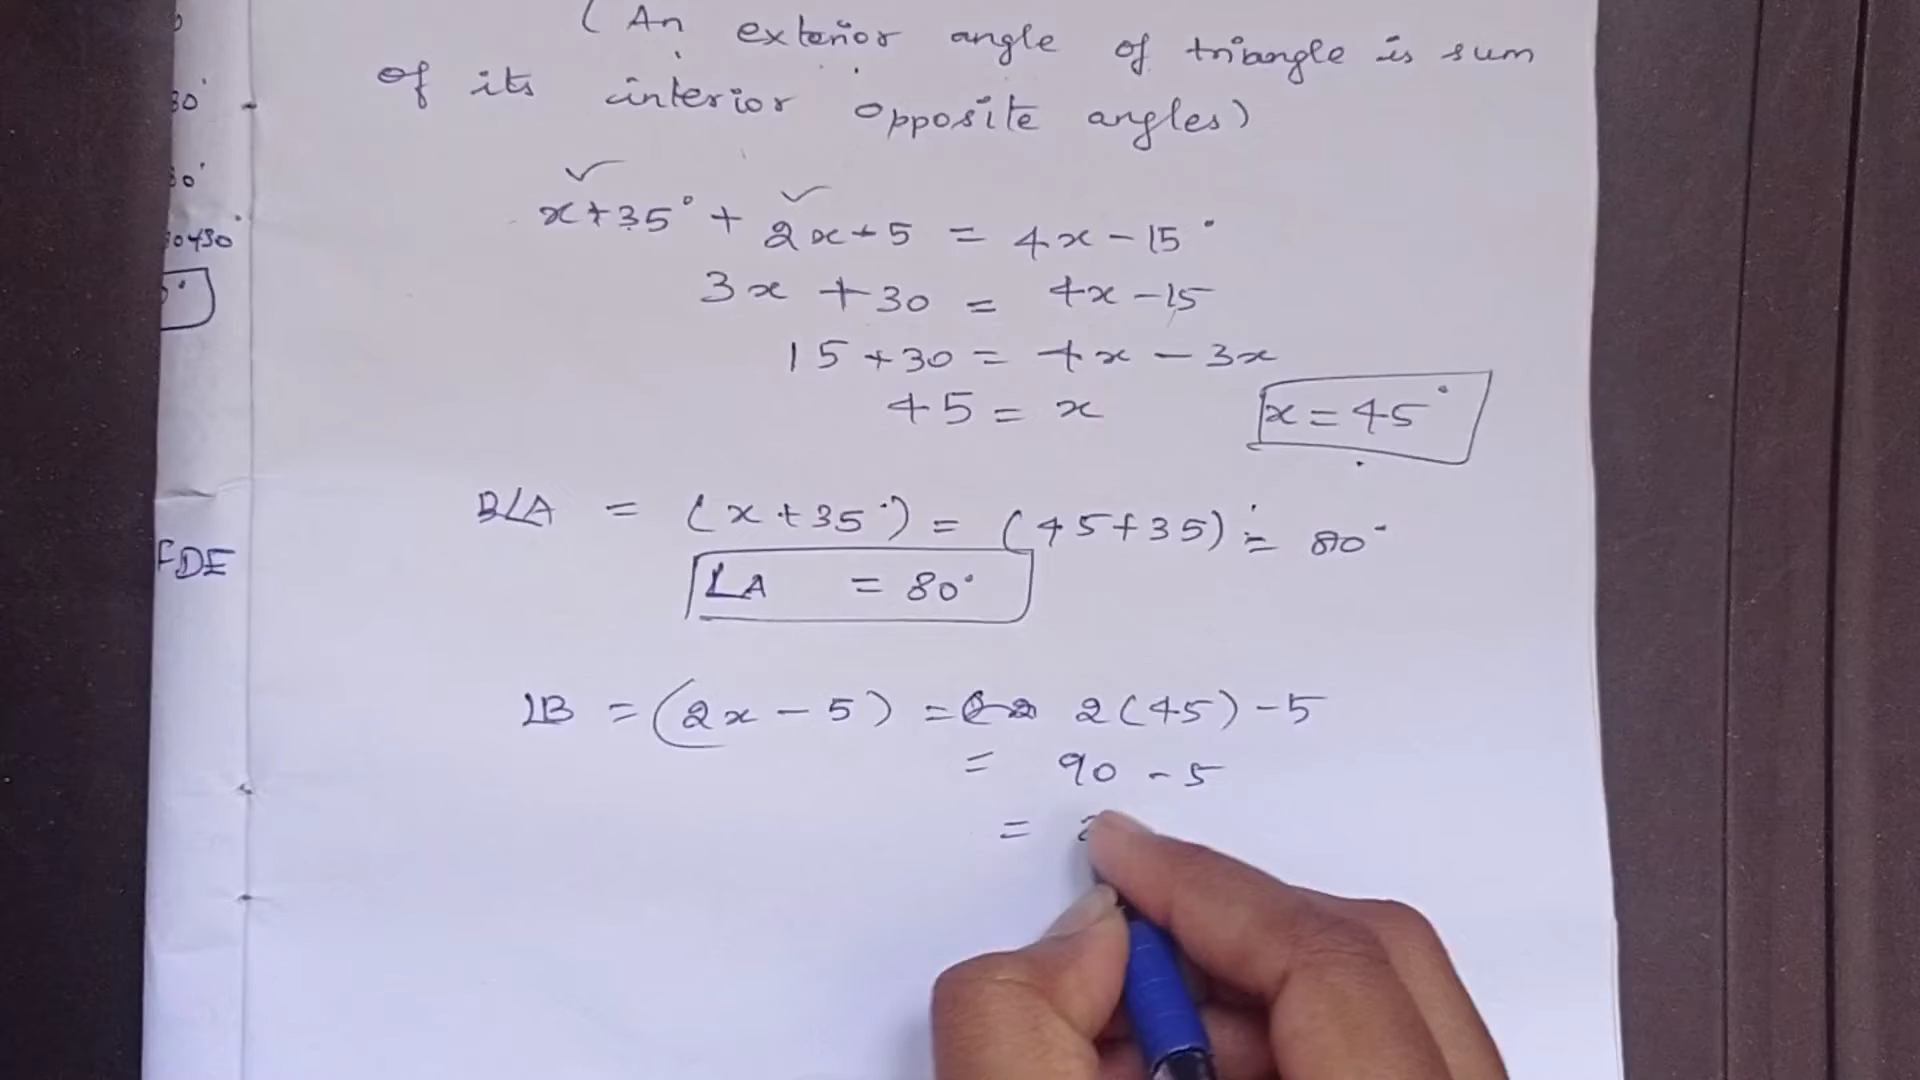 (An exterior angle of triangle is sum
of its interior opposite angles)
x+35° + 2x-5 = 4x-15°
3x + 30 = 4x-15
15+30 = 4x - 3x
45 = x
x = 45°
∠A = (x+35°) = (45+35)° = 80°
∠A = 80°
∠B = (2x - 5) = 2(45) - 5
= 90 - 5
=
30°
FDE